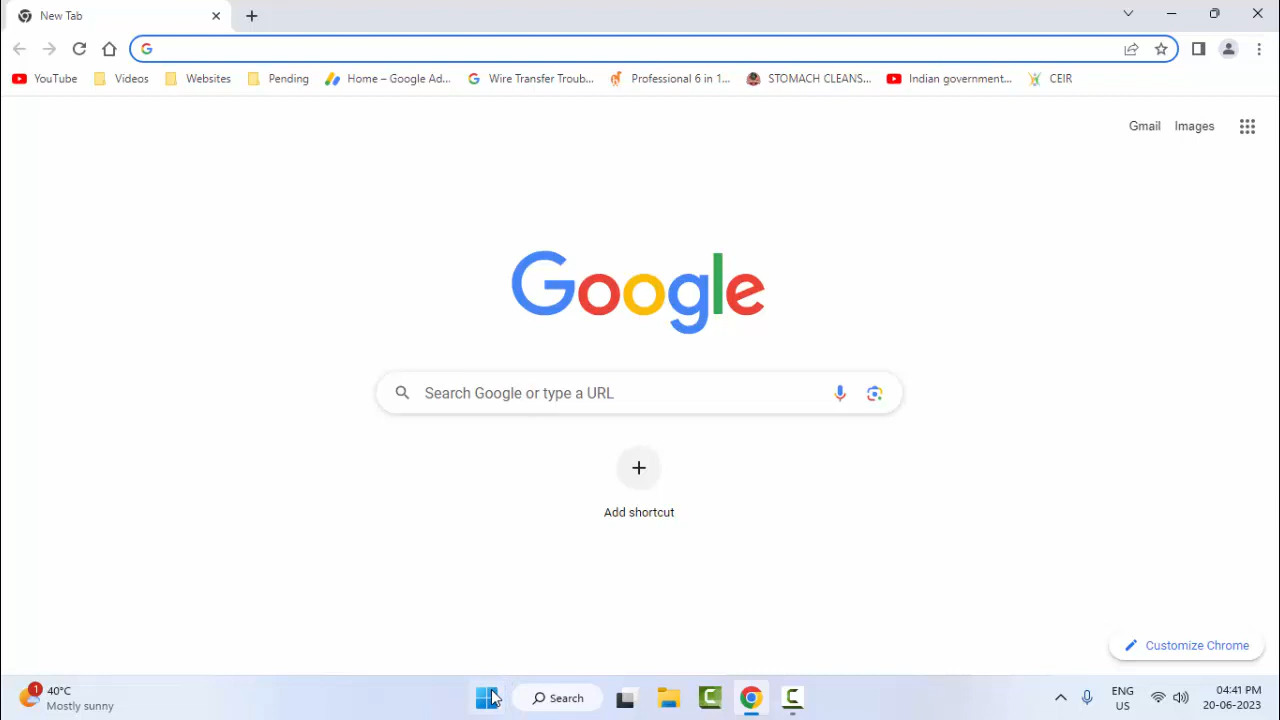 New Tab
YouTube Videos Websites Pending Home – Google Ad... Wire Transfer Troub... Professional 6 in 1... STOMACH CLEANS... Indian government... CEIR
Gmail Images
Google
Search Google or type a URL
Add shortcut
Customize Chrome
1
40°C
Mostly sunny
Search
ENG
US
04:41 PM
20-06-2023